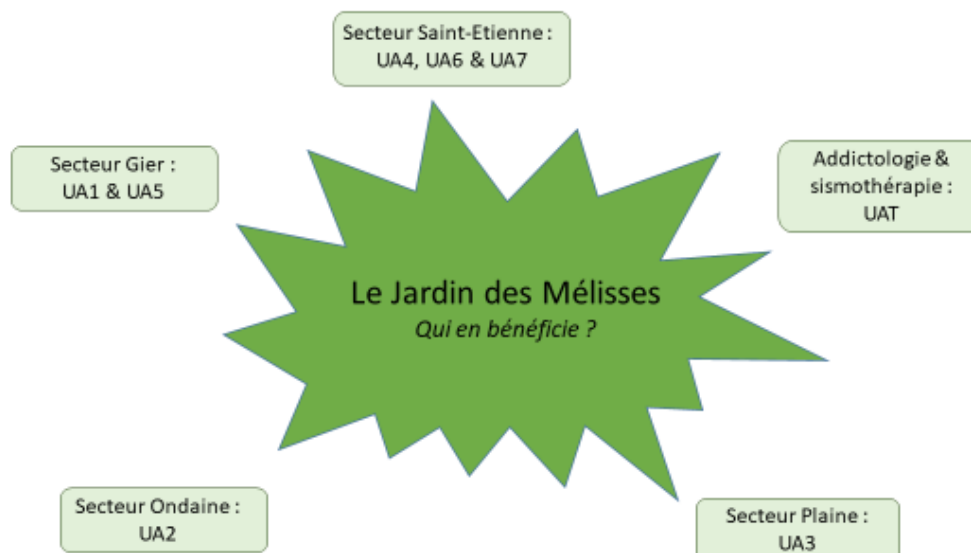 Secteur Saint-Etienne :
UA4, UA6 & UA7
Secteur Gier :
UA1 & UA5
Addictologie &
sismothérapie :
UAT
Le Jardin des Mélisses
Qui en bénéficie ?
Secteur Ondaine :
UA2
Secteur Plaine :
UA3